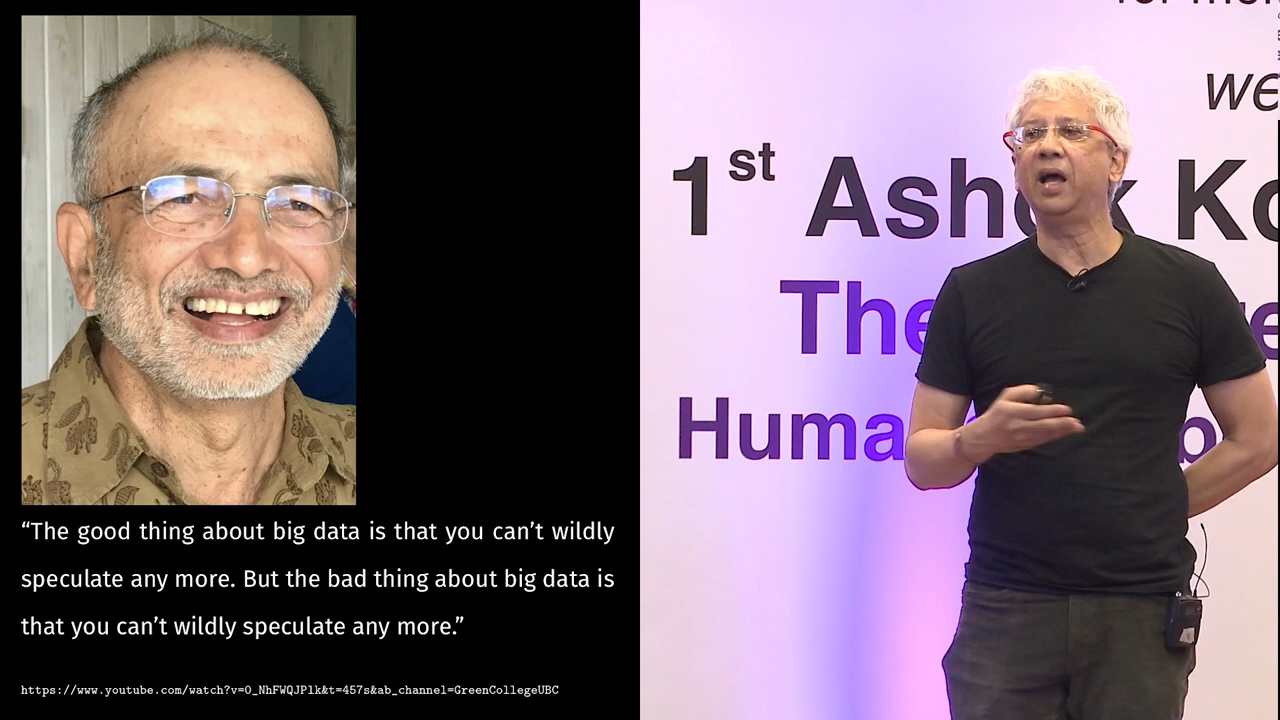 “The good thing about big data is that you can’t wildly
speculate any more. But the bad thing about big data is
that you can’t wildly speculate any more.”
https://www.youtube.com/watch?v=0_NhFWQJPlk&t=457s&ab_channel=GreenCollegeUBC
we
1st Ashok Ko
The
Huma